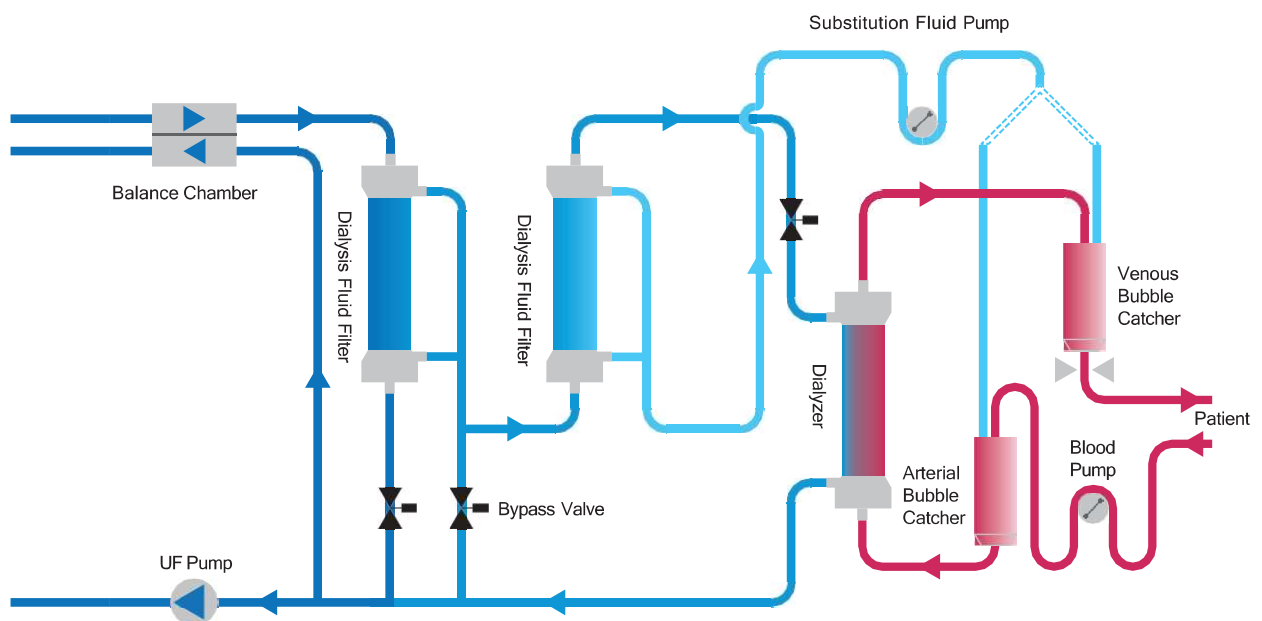 Substitution Fluid Pump
Balance Chamber
Dialysis Fluid Filter
Dialysis Fluid Filter
Venous
Bubble
Catcher
Dialyzer
Patient
Blood
Pump
Arterial
Bubble
Catcher
Bypass Valve
UF Pump